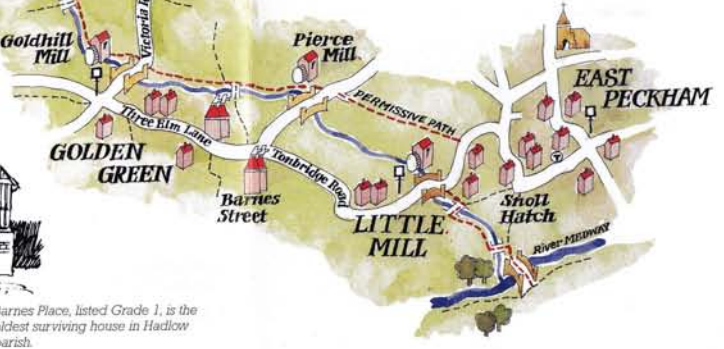 Goldhill
Mill
Victoria
Pierce
Mill
EAST
PECKHAM
PERMISSIVE PATH
Three Elm Lane
GOLDEN
GREEN
Tonbridge Road
Barnes
Street
LITTLE
MILL
Snoll
Hatch
River MEDWAY
Barnes Place, listed Grade 1, is the
oldest surviving house in Hadlow
parish.